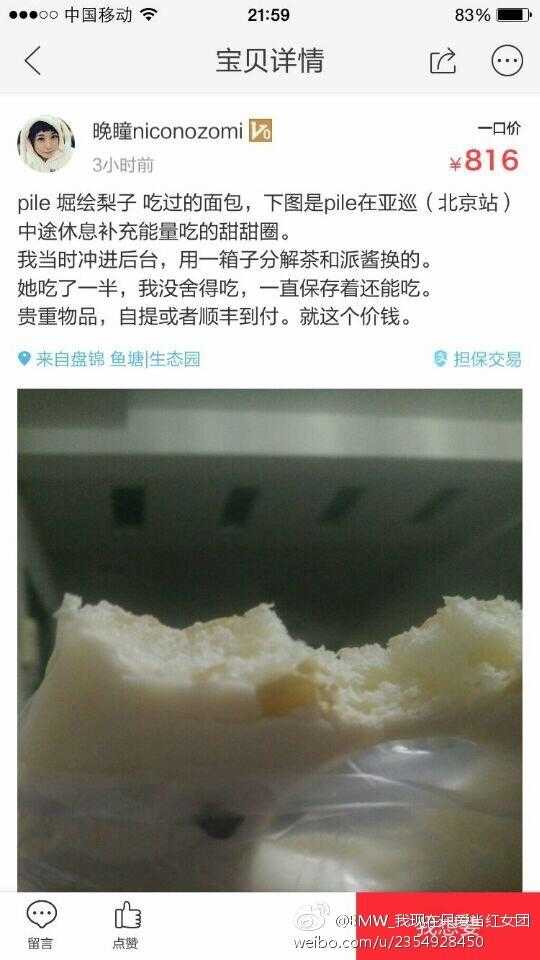 中国移动
21:59
83%
宝贝详情
晚瞳niconozomi V0
一口价
3小时前
¥816
pile 堀绘梨子 吃过的面包，下图是pile在亚巡（北京站）
中途休息补充能量吃的甜甜圈。
我当时冲进后台，用一箱子分解茶和派酱换的。
她吃了一半，我没舍得吃，一直保存着还能吃。
贵重物品，自提或者顺丰到付。就这个价钱。
来自盘锦 鱼塘|生态园
担保交易
留言
点赞
我想要
@BMW_我现在只爱当红女团
weibo.com/u/2354928450